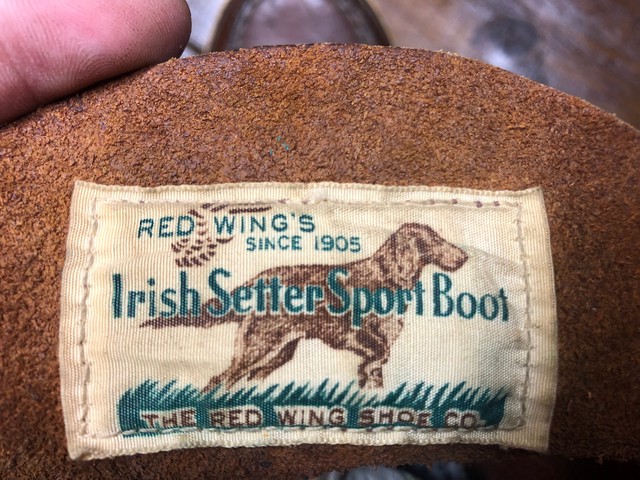 RED WING'S
SINCE 1905
Irish Setter Sport Boot
THE RED WING SHOE CO.